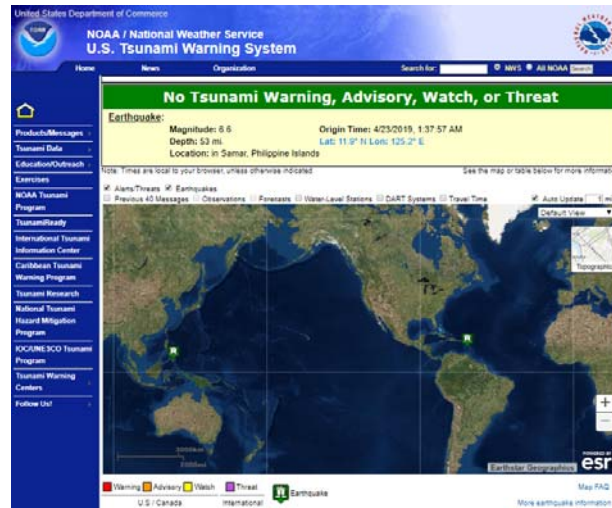 United States Department of Commerce
NOAA / National Weather Service
U.S. Tsunami Warning System
Home News Organization Search for: NWS All NOAA Search
No Tsunami Warning, Advisory, Watch, or Threat
Earthquake:
Magnitude: 6.6 Origin Time: 4/23/2019, 1:37:57 AM
Depth: 53 mi Lat: 11.9° N Lon: 125.2° E
Location: in Samar, Philippine Islands
Note: Times are local to your browser, unless otherwise indicated See the map or table below for more informatio
Alerts/Threats Earthquakes
Previous 40 Messages Observations Forecasts Water-Level Stations DART Systems Travel Time Auto Update 1 mi
Default View
Topographic
Products/Messages
Tsunami Data
Education/Outreach
Exercises
NOAA Tsunami
Program
TsunamiReady
International Tsunami
Information Center
Caribbean Tsunami
Warning Program
Tsunami Research
National Tsunami
Hazard Mitigation
Program
IOC/UNESCO Tsunami
Program
Tsunami Warning
Centers
Follow Us!
POWERED BY
esr
Earthstar Geographics
Warning Advisory Watch Threat Earthquake
U.S./Canada International
Map FAQ
More earthquake information